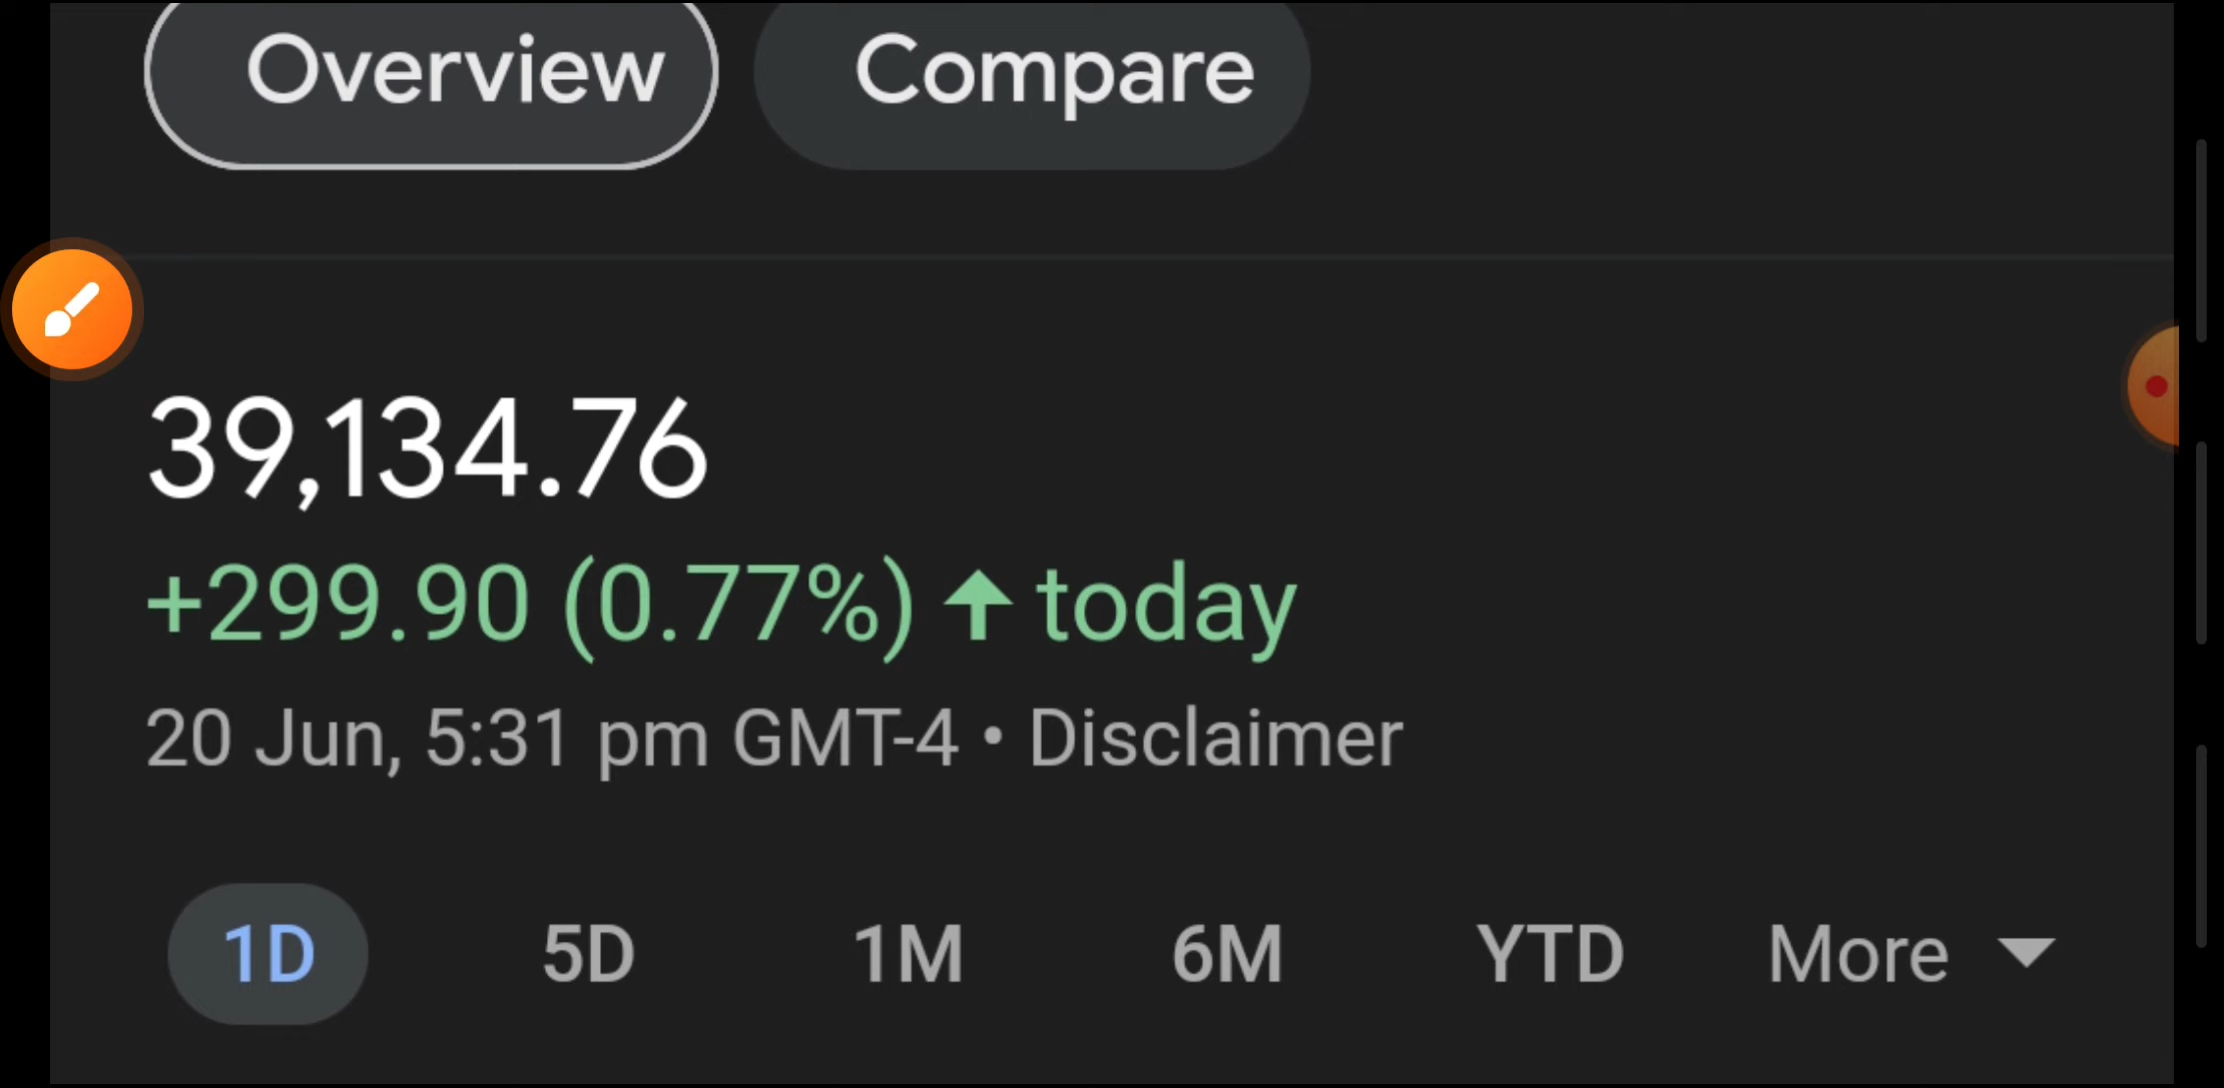 Overview Compare
39,134.76
+299.90 (0.77%) ↑ today
20 Jun, 5:31 pm GMT-4 • Disclaimer
1D 5D 1M 6M YTD More